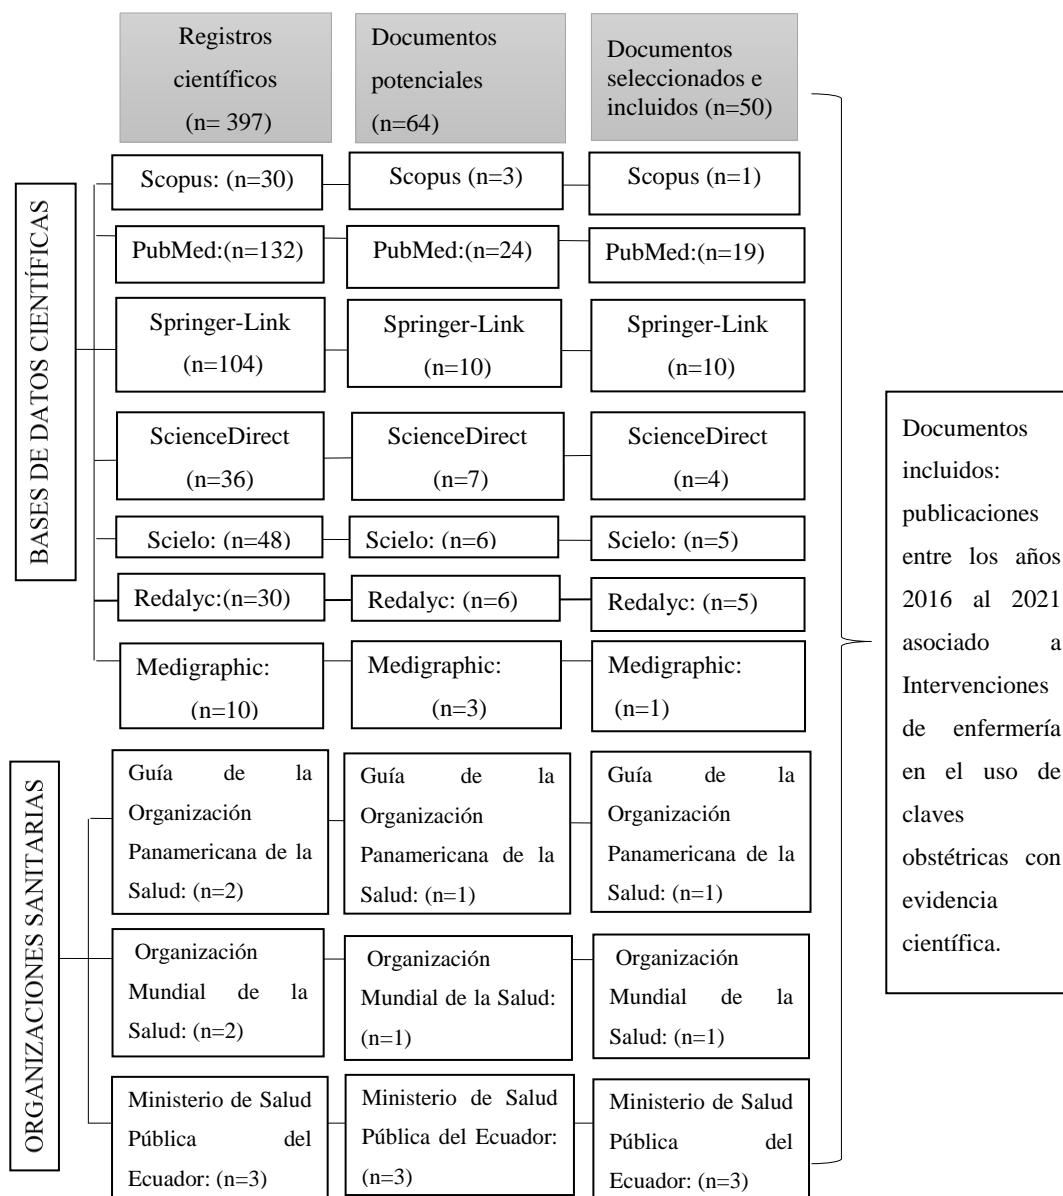 Registros
científicos
(n= 397)
Documentos
potenciales
(n=64)
Documentos
seleccionados e
incluidos (n=50)
BASES DE DATOS CIENTÍFICAS
Scopus: (n=30)
Scopus (n=3)
Scopus (n=1)
PubMed:(n=132)
PubMed:(n=24)
PubMed:(n=19)
Springer-Link
(n=104)
Springer-Link
(n=10)
Springer-Link
(n=10)
ScienceDirect
(n=36)
ScienceDirect
(n=7)
ScienceDirect
(n=4)
Scielo: (n=48)
Scielo: (n=6)
Scielo: (n=5)
Redalyc:(n=30)
Redalyc: (n=6)
Redalyc: (n=5)
Medigraphic:
(n=10)
Medigraphic:
(n=3)
Medigraphic:
(n=1)
ORGANIZACIONES SANITARIAS
Guía de la
Organización
Panamericana de la
Salud: (n=2)
Guía de la
Organización
Panamericana de la
Salud: (n=1)
Guía de la
Organización
Panamericana de la
Salud: (n=1)
Organización
Mundial de la
Salud: (n=2)
Organización
Mundial de la Salud:
(n=1)
Organización
Mundial de la
Salud: (n=1)
Ministerio de Salud
Pública del
Ecuador: (n=3)
Ministerio de Salud
Pública del Ecuador:
(n=3)
Ministerio de Salud
Pública del
Ecuador: (n=3)
Documentos
incluidos:
publicaciones
entre los años
2016 al 2021
asociado a
Intervenciones
de enfermería
en el uso de
claves
obstétricas con
evidencia
científica.